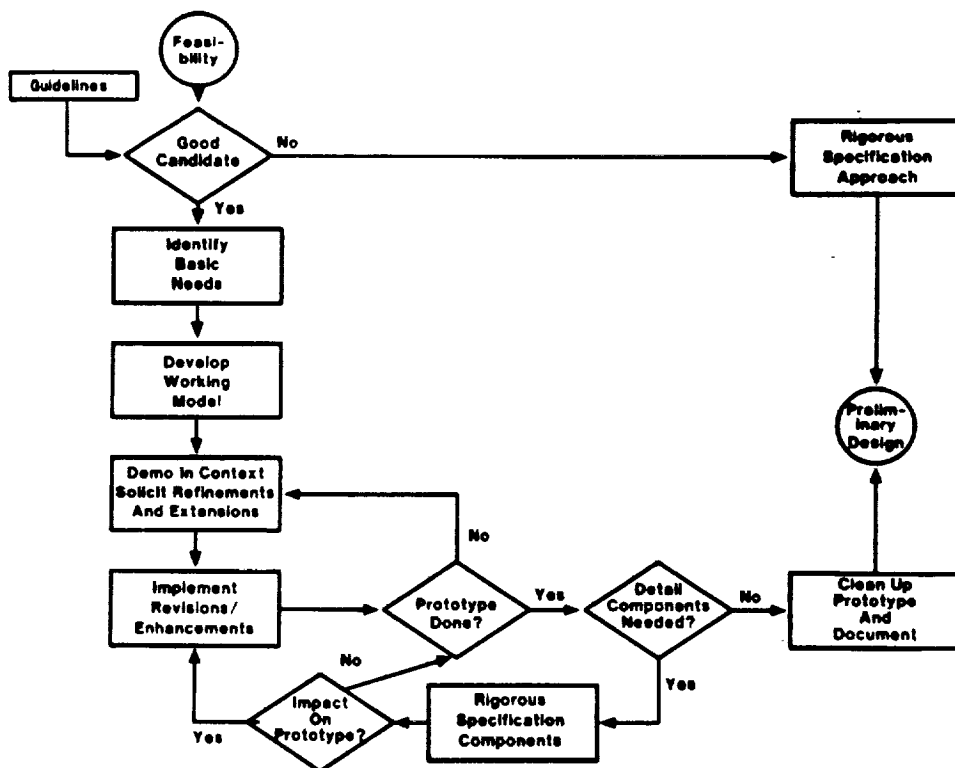 Feasi-
bility
Guidelines
Good
Candidate
No
Rigorous
Specification
Approach
Yes
Identify
Basic
Needs
Develop
Working
Model
Prelim-
inary
Design
Demo in Context
Solicit Refinements
And Extensions
No
Implement
Revisions/
Enhancements
Prototype
Done?
Yes
Detail
Components
Needed?
No
Clean Up
Prototype
And
Document
No
Yes
Impact
On
Prototype?
Yes
Rigorous
Specification
Components